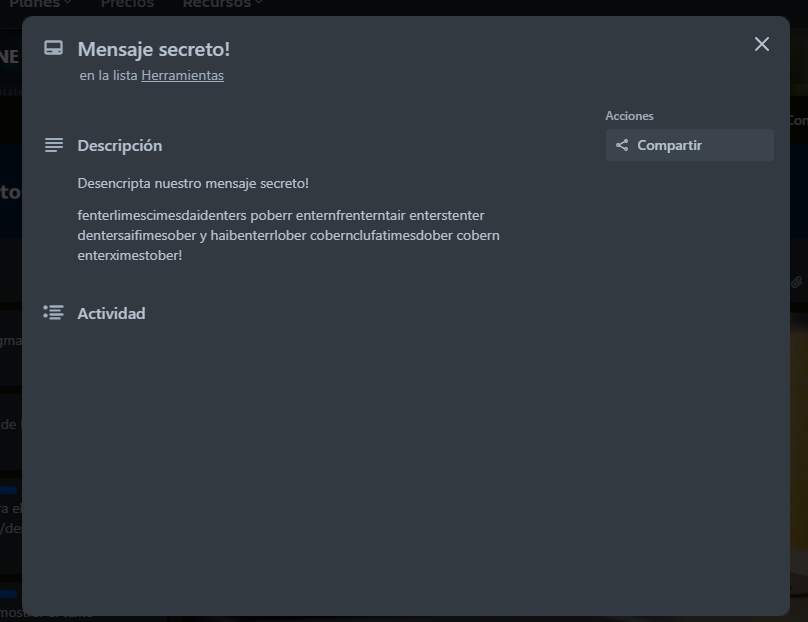 Planes Precios Recursos
Mensaje secreto!
en la lista Herramientas
Acciones
Compartir
Descripción
Desencripta nuestro mensaje secreto!
fenterlimescimesdaidenters poberr enternfrenterntair enterstenter
dentersaifimesober y haibenterrlober cobernclufatimesdober cobern
enterximestober!
Actividad